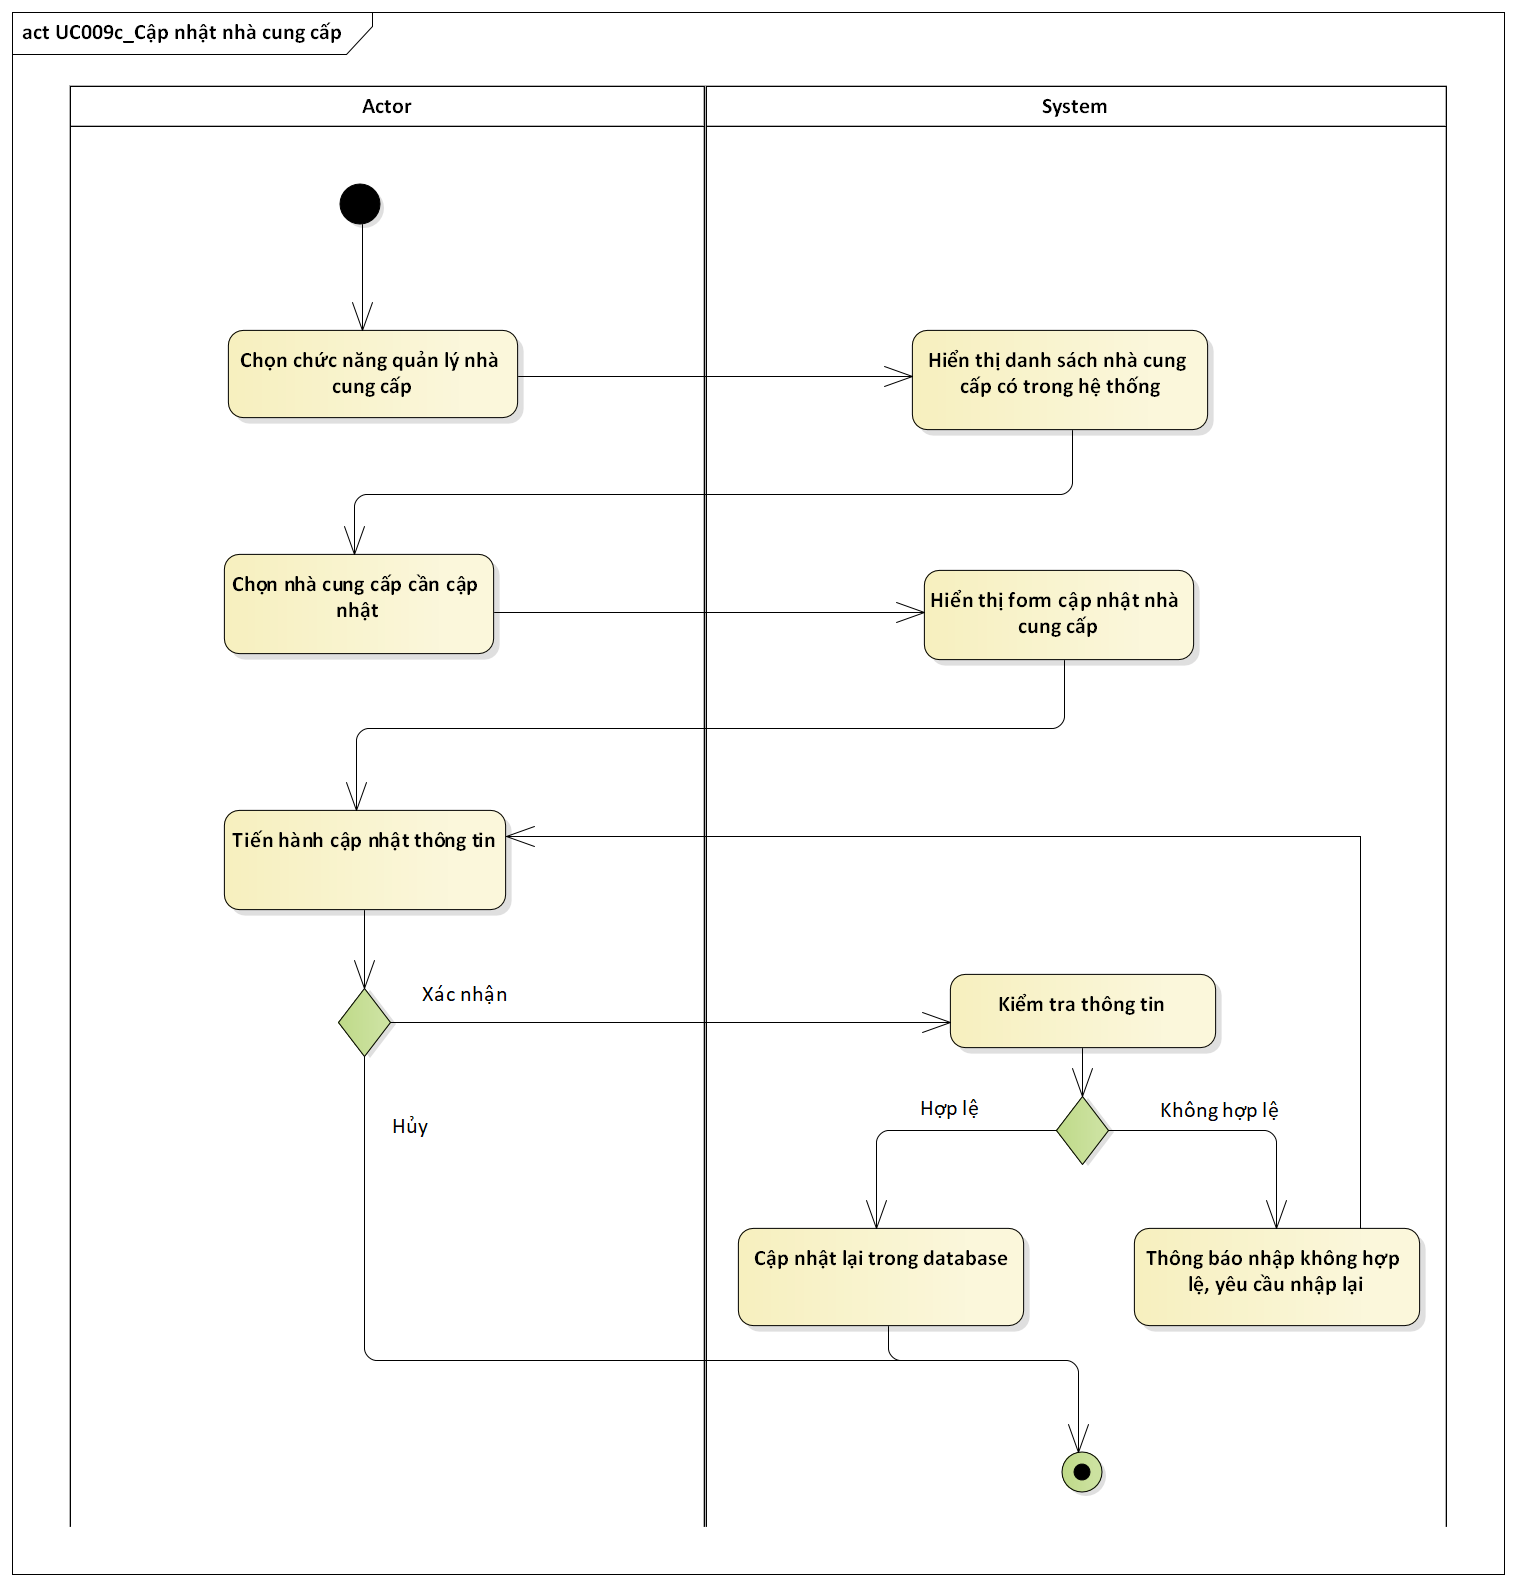 act UC009c_Cập nhật nhà cung cấp
Actor
System
Chọn chức năng quản lý nhà
cung cấp
Hiển thị danh sách nhà cung
cấp có trong hệ thống
Chọn nhà cung cấp cần cập
nhật
Hiển thị form cập nhật nhà
cung cấp
Tiến hành cập nhật thông tin
Xác nhận
Kiểm tra thông tin
Hủy
Hợp lệ
Không hợp lệ
Cập nhật lại trong database
Thông báo nhập không hợp
lệ, yêu cầu nhập lại